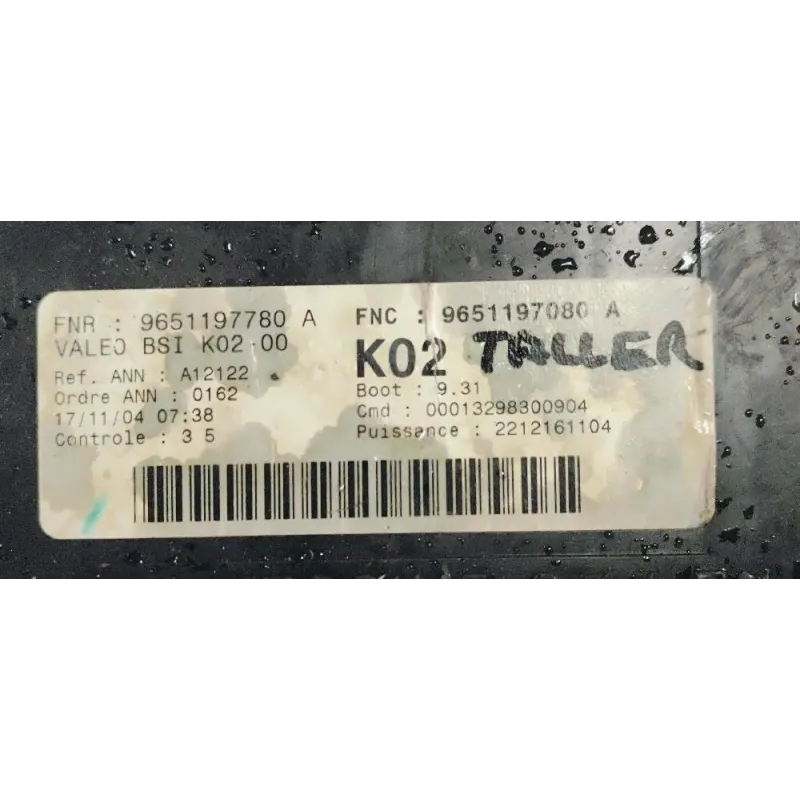 FNR : 9651197780 A
VALEO BSI K02-00
Ref. ANN : A12122
Ordre ANN : 0162
17/11/04 07:38
Controle : 3 5
FNC : 9651197080 A
K02 TALLER
Boot : 9.31
Cmd : 00013298300904
Puissance : 2212161104